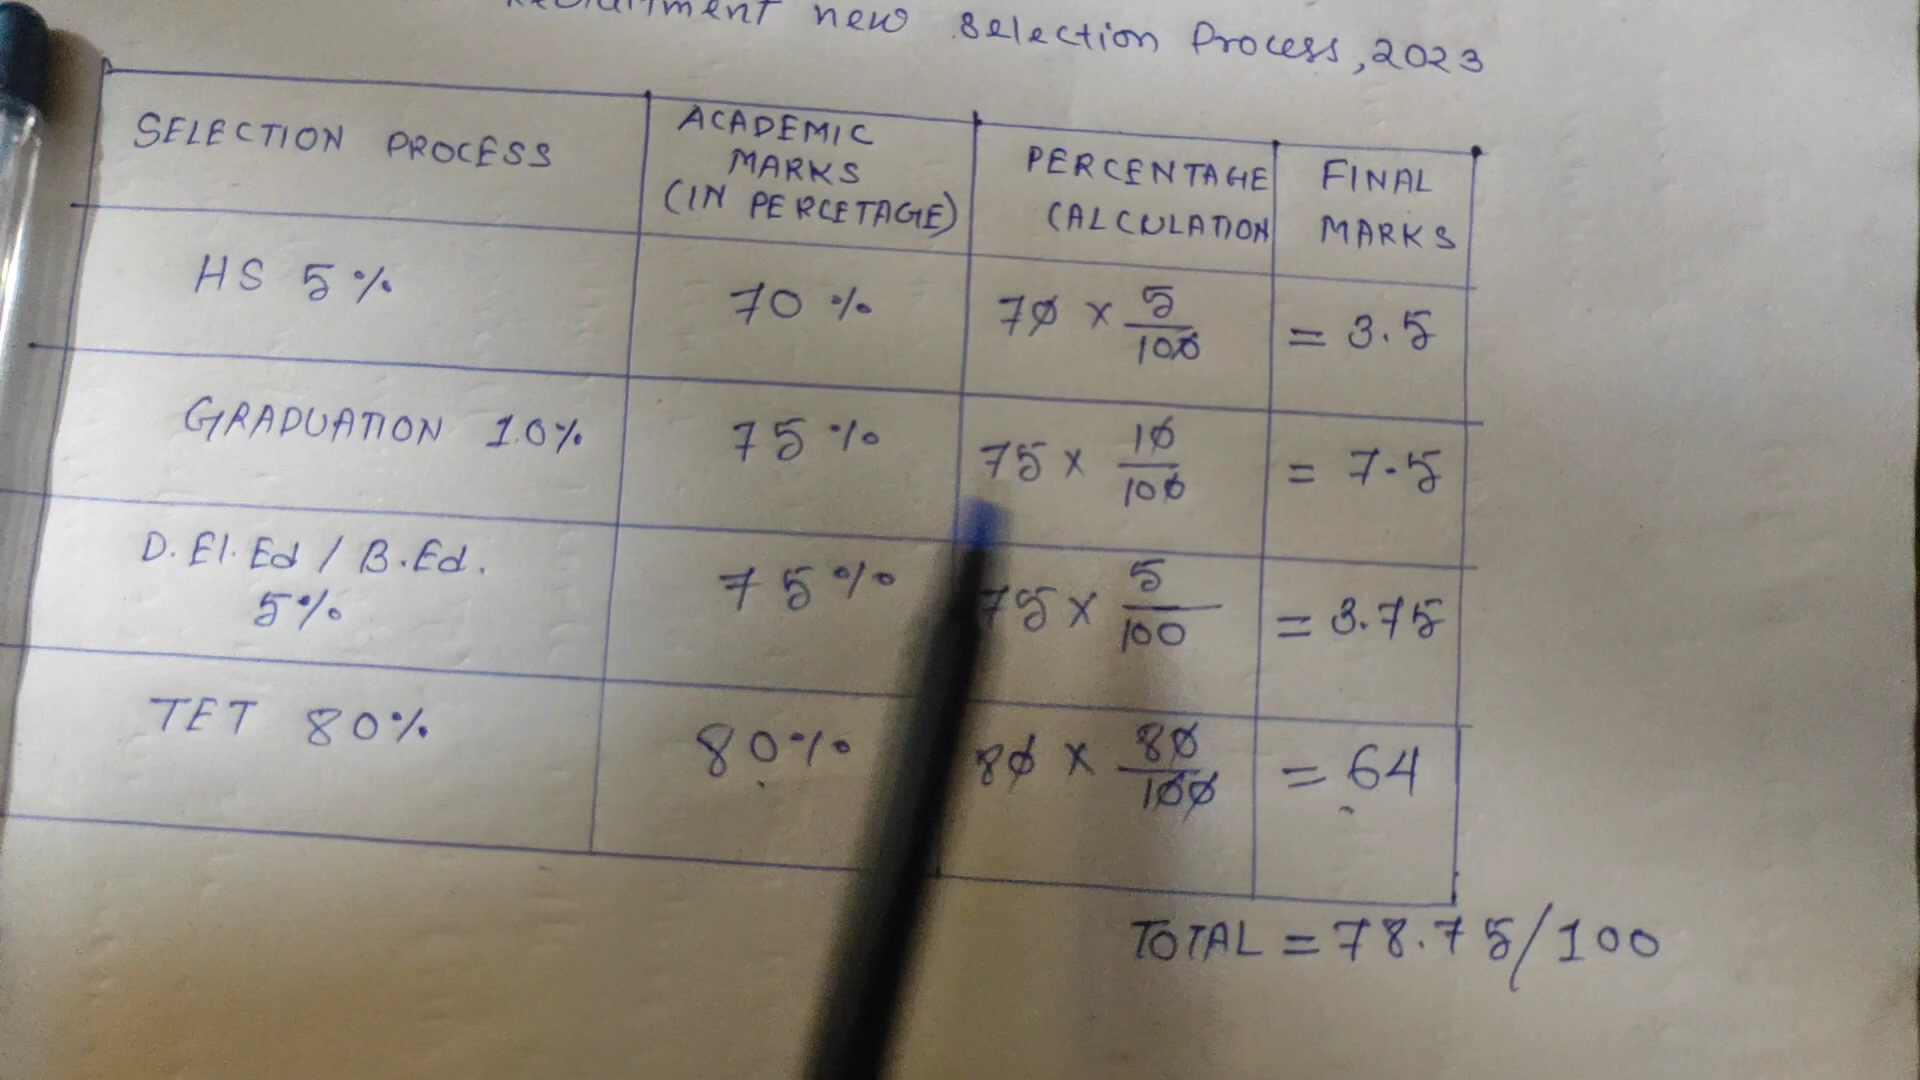 Recruitment new selection Process, 2023
SELECTION PROCESS
ACADEMIC
MARKS
(IN PERCETAGE)
PERCENTAGE
CALCULATION
FINAL
MARKS
HS 5%
70%
70 × 5/100
= 3.5
GRADUATION 10%
75%
75 × 10/100
= 7.5
D.El.Ed / B.Ed.
5%
75%
75 × 5/100
= 3.75
TET 80%
80%
80 × 80/100
= 64
TOTAL = 78.75/100